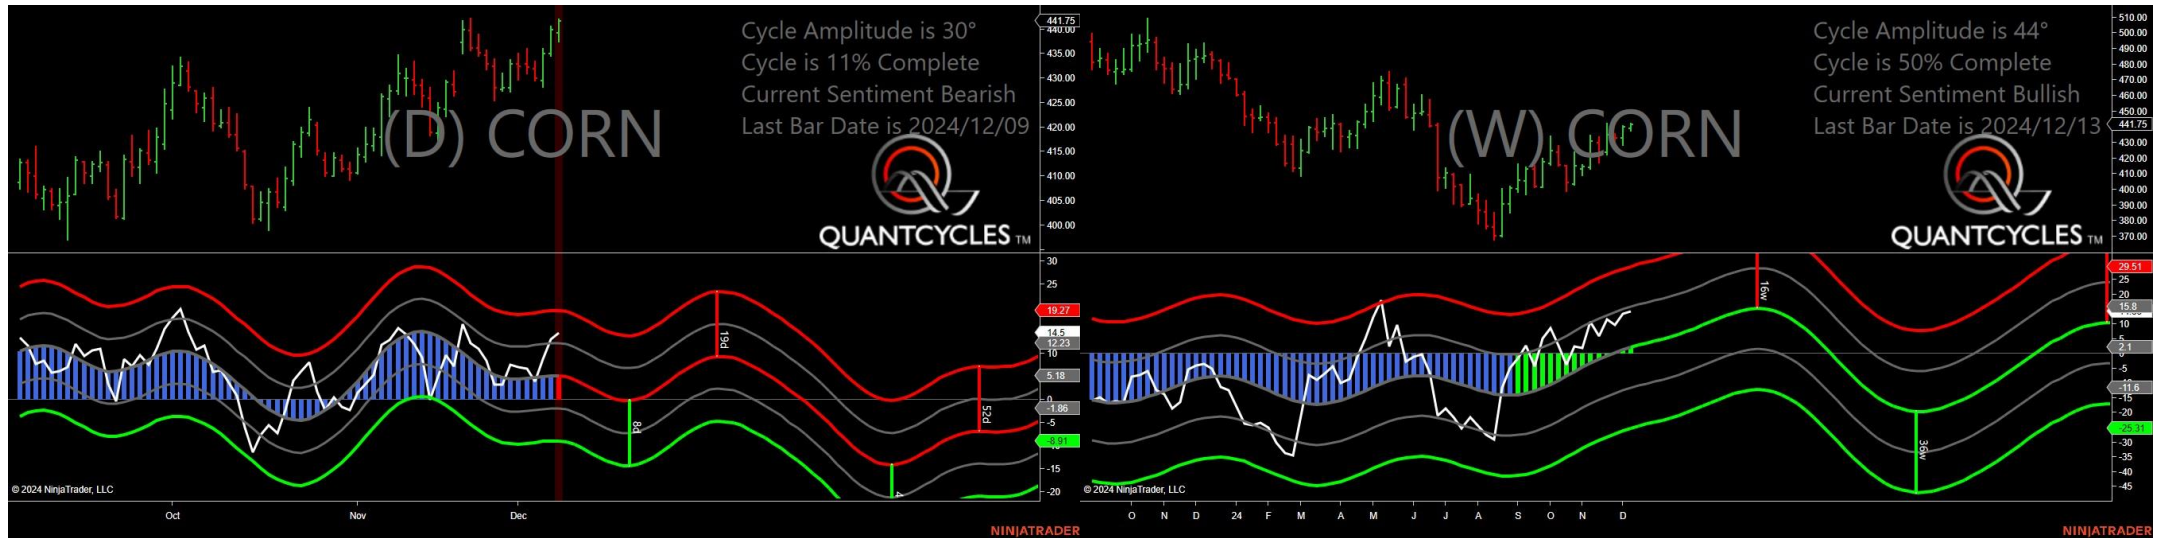 Cycle Amplitude is 30°
Cycle is 11% Complete
Current Sentiment Bearish
Last Bar Date is 2024/12/09
(D) CORN
QUANTCYCLES TM
441.75
440.00
435.00
430.00
425.00
420.00
415.00
410.00
405.00
400.00
30
25
19.27
14.5
12.23
10
5.18
0
-1.86
-5
-8.91
-15
-20
19d
8d
52d
© 2024 NinjaTrader, LLC
Oct
Nov
Dec
NINJATRADER
Cycle Amplitude is 44°
Cycle is 50% Complete
Current Sentiment Bullish
Last Bar Date is 2024/12/13
(W) CORN
QUANTCYCLES TM
510.00
500.00
490.00
480.00
470.00
460.00
450.00
441.75
430.00
420.00
410.00
400.00
390.00
380.00
370.00
29.51
25
20
15.8
10
5
2.1
-5
-11.6
-15
-20
-25.31
-30
-35
-40
-45
16w
36w
© 2024 NinjaTrader, LLC
O N D 24 F M A M J J A S O N D
NINJATRADER